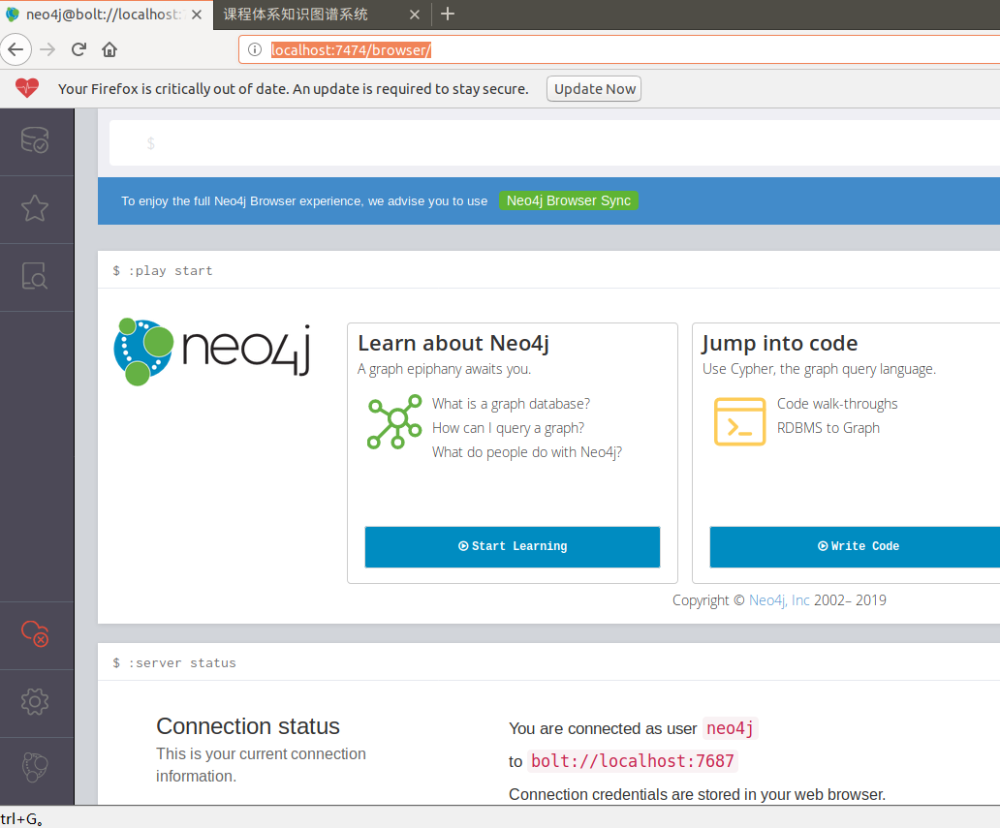 neo4j@bolt://localhost:7
课程体系知识图谱系统
localhost:7474/browser/
Your Firefox is critically out of date. An update is required to stay secure.
Update Now
$
To enjoy the full Neo4j Browser experience, we advise you to use
Neo4j Browser Sync
$ :play start
neo4j
Learn about Neo4j
A graph epiphany awaits you.
What is a graph database?
How can I query a graph?
What do people do with Neo4j?
Start Learning
Jump into code
Use Cypher, the graph query language.
Code walk-throughs
RDBMS to Graph
Write Code
Copyright © Neo4j, Inc 2002– 2019
$ :server status
Connection status
This is your current connection
information.
You are connected as user neo4j
to bolt://localhost:7687
Connection credentials are stored in your web browser.
trl+G。